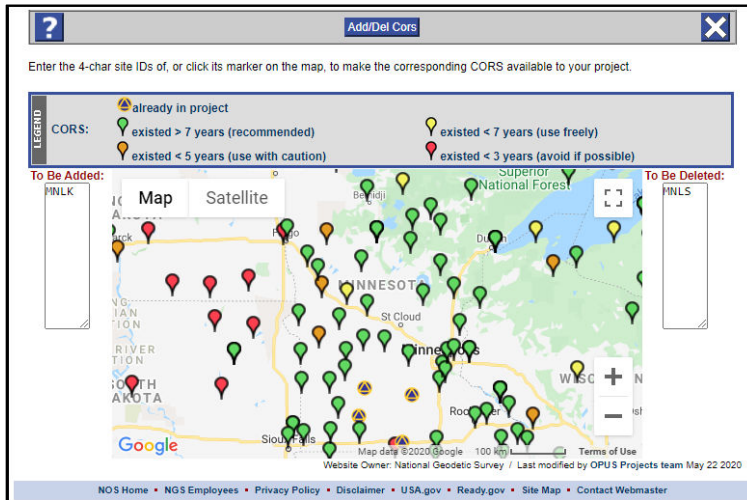 ?
Add/Del Cors
X
Enter the 4-char site IDs of, or click its marker on the map, to make the corresponding CORS available to your project.
LEGEND
CORS:
already in project
existed > 7 years (recommended)
existed < 7 years (use freely)
existed < 5 years (use with caution)
existed < 3 years (avoid if possible)
To Be Added:
To Be Deleted:
MNLK
MNLS
Map
Satellite
Superior
National Forest
Bemidji
MINNESOTA
St Cloud
SOUTH
DAKOTA
Sioux Falls
Google
Map data ©2020 Google
100 km
Terms of Use
Website Owner: National Geodetic Survey / Last modified by OPUS Projects team May 22 2020
NOS Home • NGS Employees • Privacy Policy • Disclaimer • USA.gov • Ready.gov • Site Map • Contact Webmaster